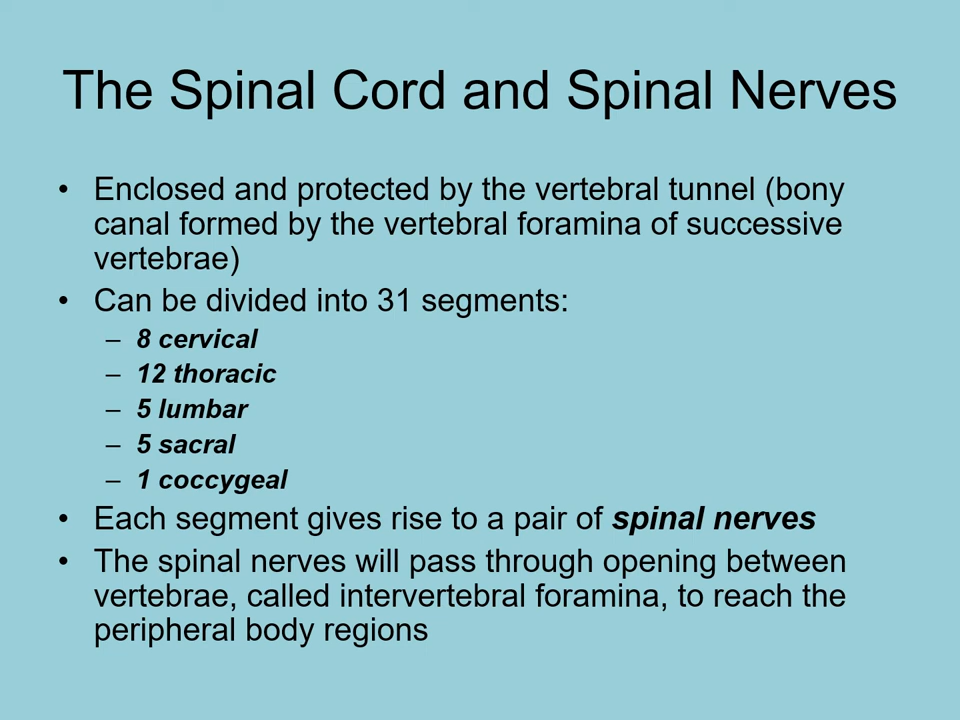 The Spinal Cord and Spinal Nerves
• Enclosed and protected by the vertebral tunnel (bony
canal formed by the vertebral foramina of successive
vertebrae)
• Can be divided into 31 segments:
– 8 cervical
– 12 thoracic
– 5 lumbar
– 5 sacral
– 1 coccygeal
• Each segment gives rise to a pair of spinal nerves
• The spinal nerves will pass through opening between
vertebrae, called intervertebral foramina, to reach the
peripheral body regions